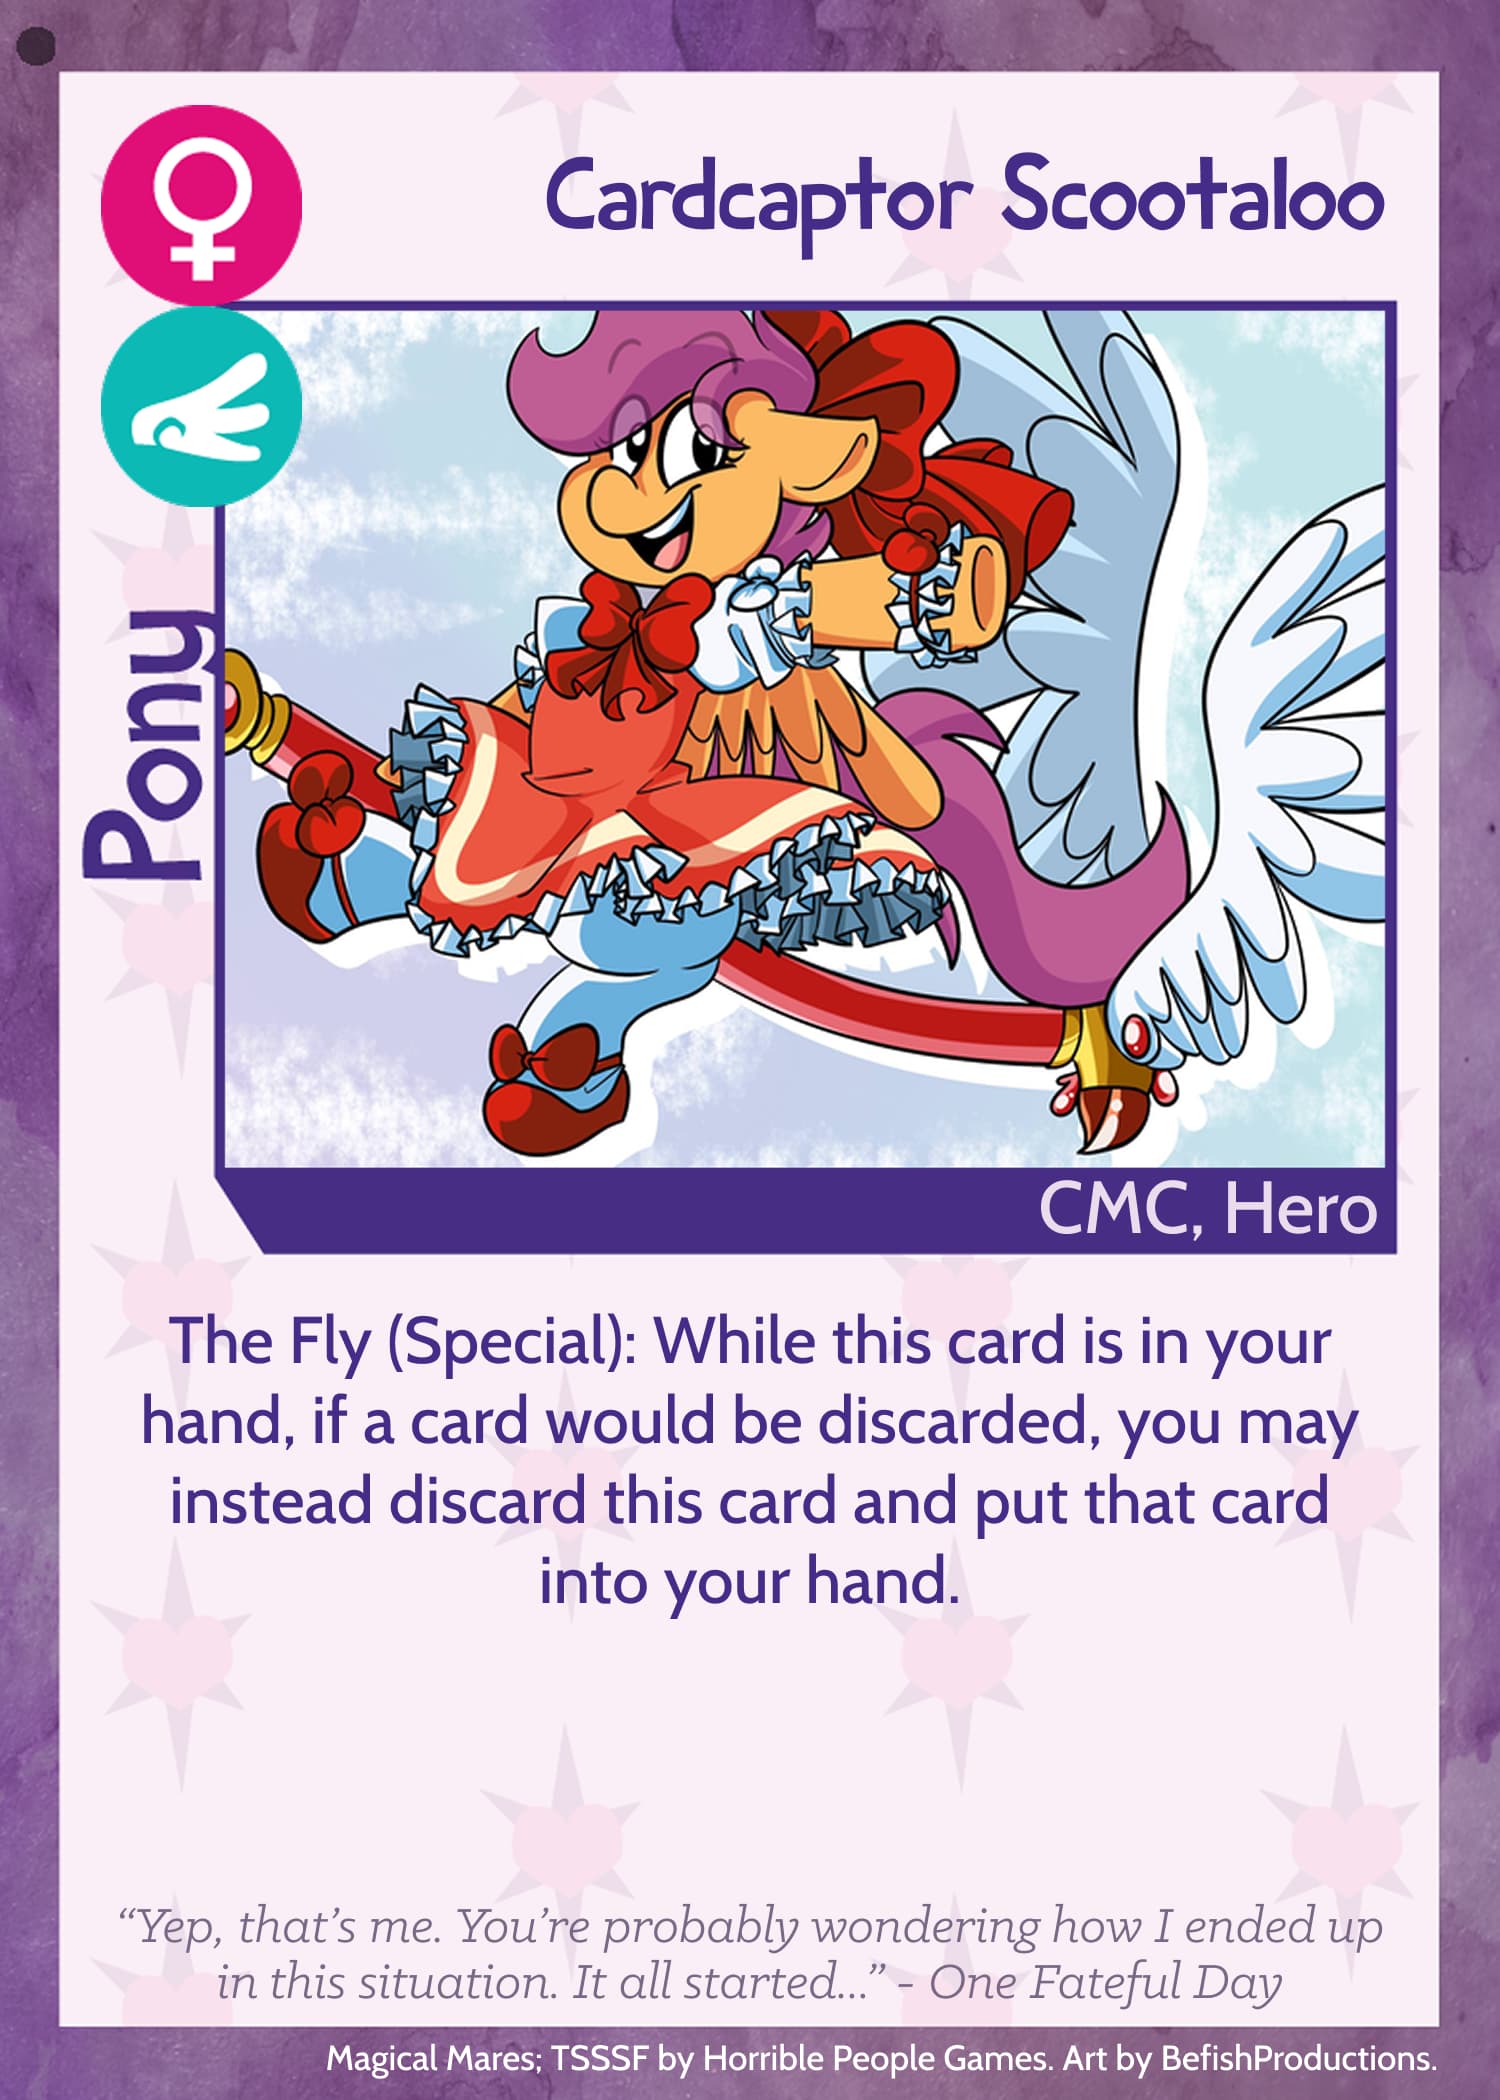 Cardcaptor Scootaloo
Pony
CMC, Hero
The Fly (Special): While this card is in your
hand, if a card would be discarded, you may
instead discard this card and put that card
into your hand.
“Yep, that’s me. You’re probably wondering how I ended up
in this situation. It all started...” - One Fateful Day
Magical Mares; TSSSF by Horrible People Games. Art by BefishProductions.